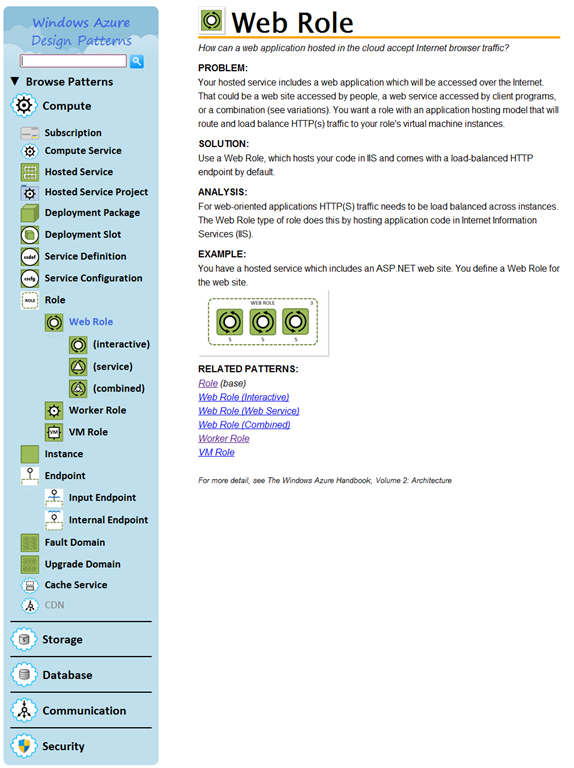 Windows Azure
Design Patterns
▼ Browse Patterns
Compute
Subscription
Compute Service
Hosted Service
Hosted Service Project
Deployment Package
Deployment Slot
csdef
Service Definition
cscfg
Service Configuration
ROLE
Role
Web Role
(interactive)
(service)
(combined)
Worker Role
VM
VM Role
Instance
Endpoint
Input Endpoint
Internal Endpoint
Fault Domain
Upgrade Domain
Cache Service
CDN
Storage
Database
Communication
Security
Web Role
How can a web application hosted in the cloud accept Internet browser traffic?
PROBLEM:
Your hosted service includes a web application which will be accessed over the Internet.
That could be a web site accessed by people, a web service accessed by client programs,
or a combination (see variations). You want a role with an application hosting model that will
route and load balance HTTP(s) traffic to your role's virtual machine instances.
SOLUTION:
Use a Web Role, which hosts your code in IIS and comes with a load-balanced HTTP
endpoint by default.
ANALYSIS:
For web-oriented applications HTTP(S) traffic needs to be load balanced across instances.
The Web Role type of role does this by hosting application code in Internet Information
Services (IIS).
EXAMPLE:
You have a hosted service which includes an ASP.NET web site. You define a Web Role for
the web site.
WEB ROLE 3
S S S
RELATED PATTERNS:
Role (base)
Web Role (Interactive)
Web Role (Web Service)
Web Role (Combined)
Worker Role
VM Role
For more detail, see The Windows Azure Handbook, Volume 2: Architecture